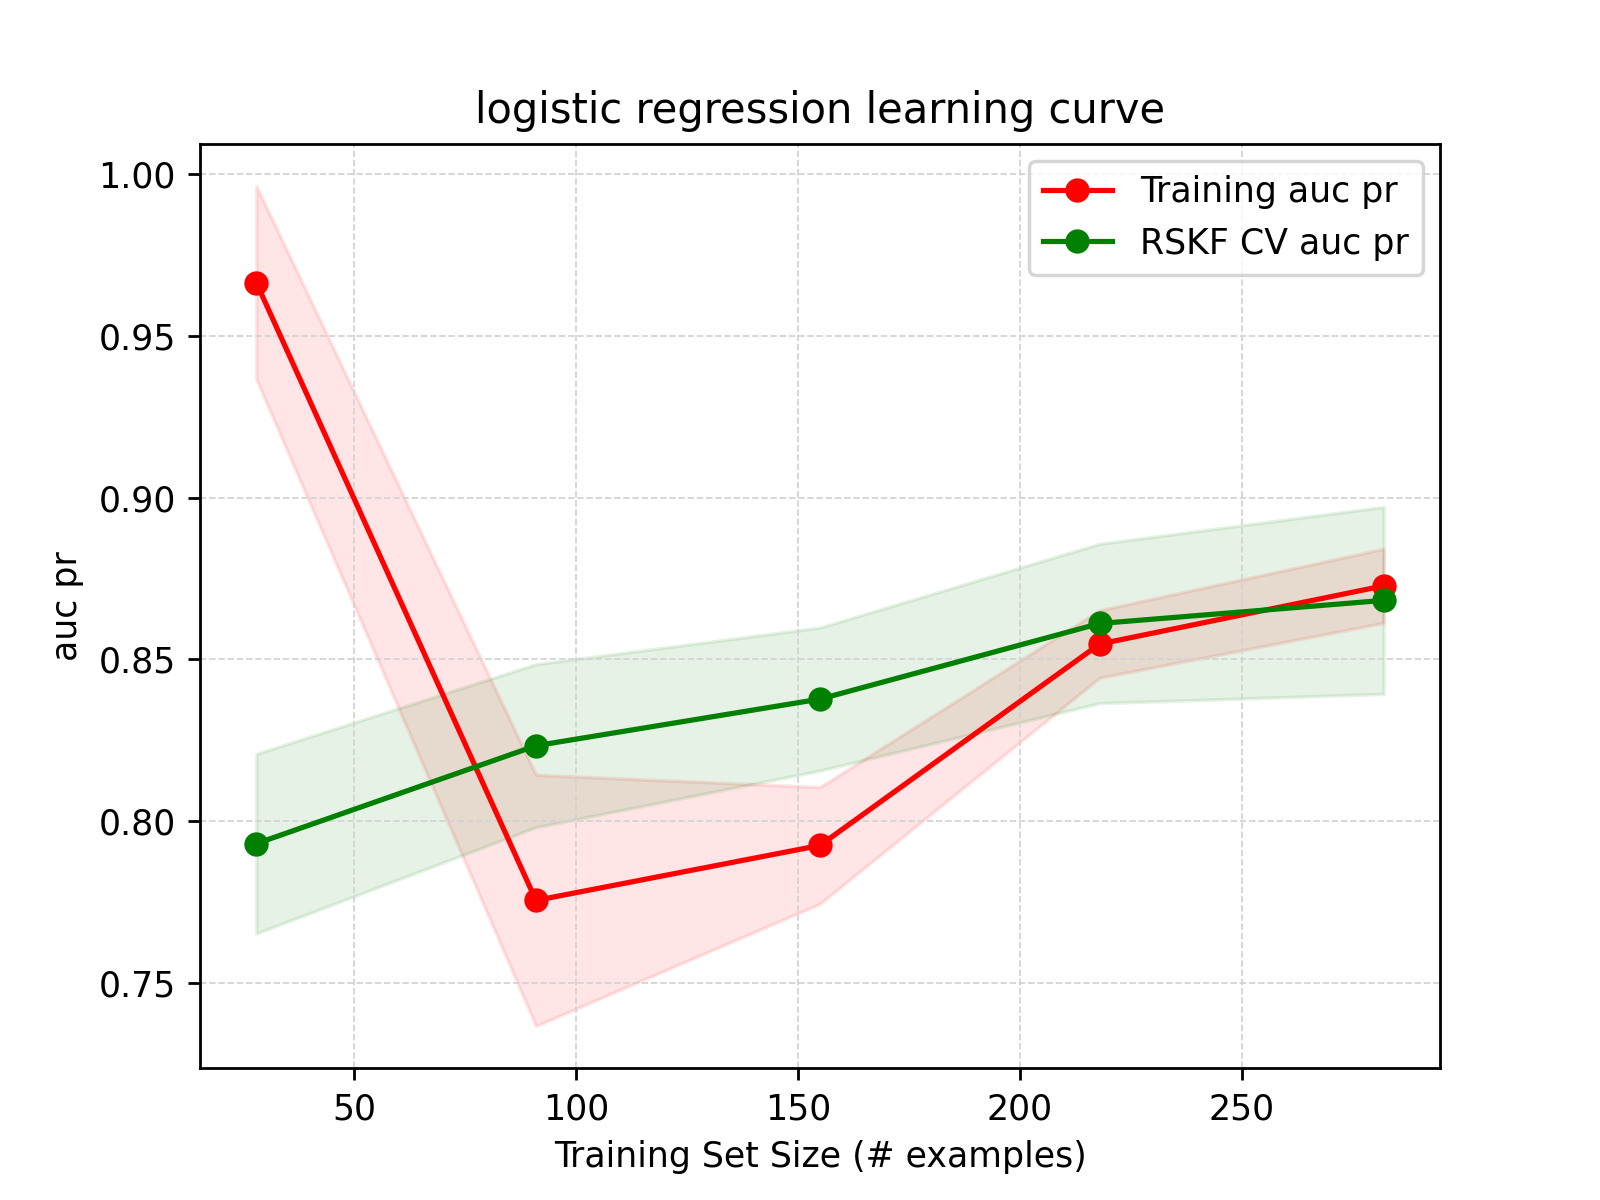 logistic regression learning curve
Training auc pr
RSKF CV auc pr
auc pr
1.00
0.95
0.90
0.85
0.80
0.75
50 100 150 200 250
Training Set Size (# examples)